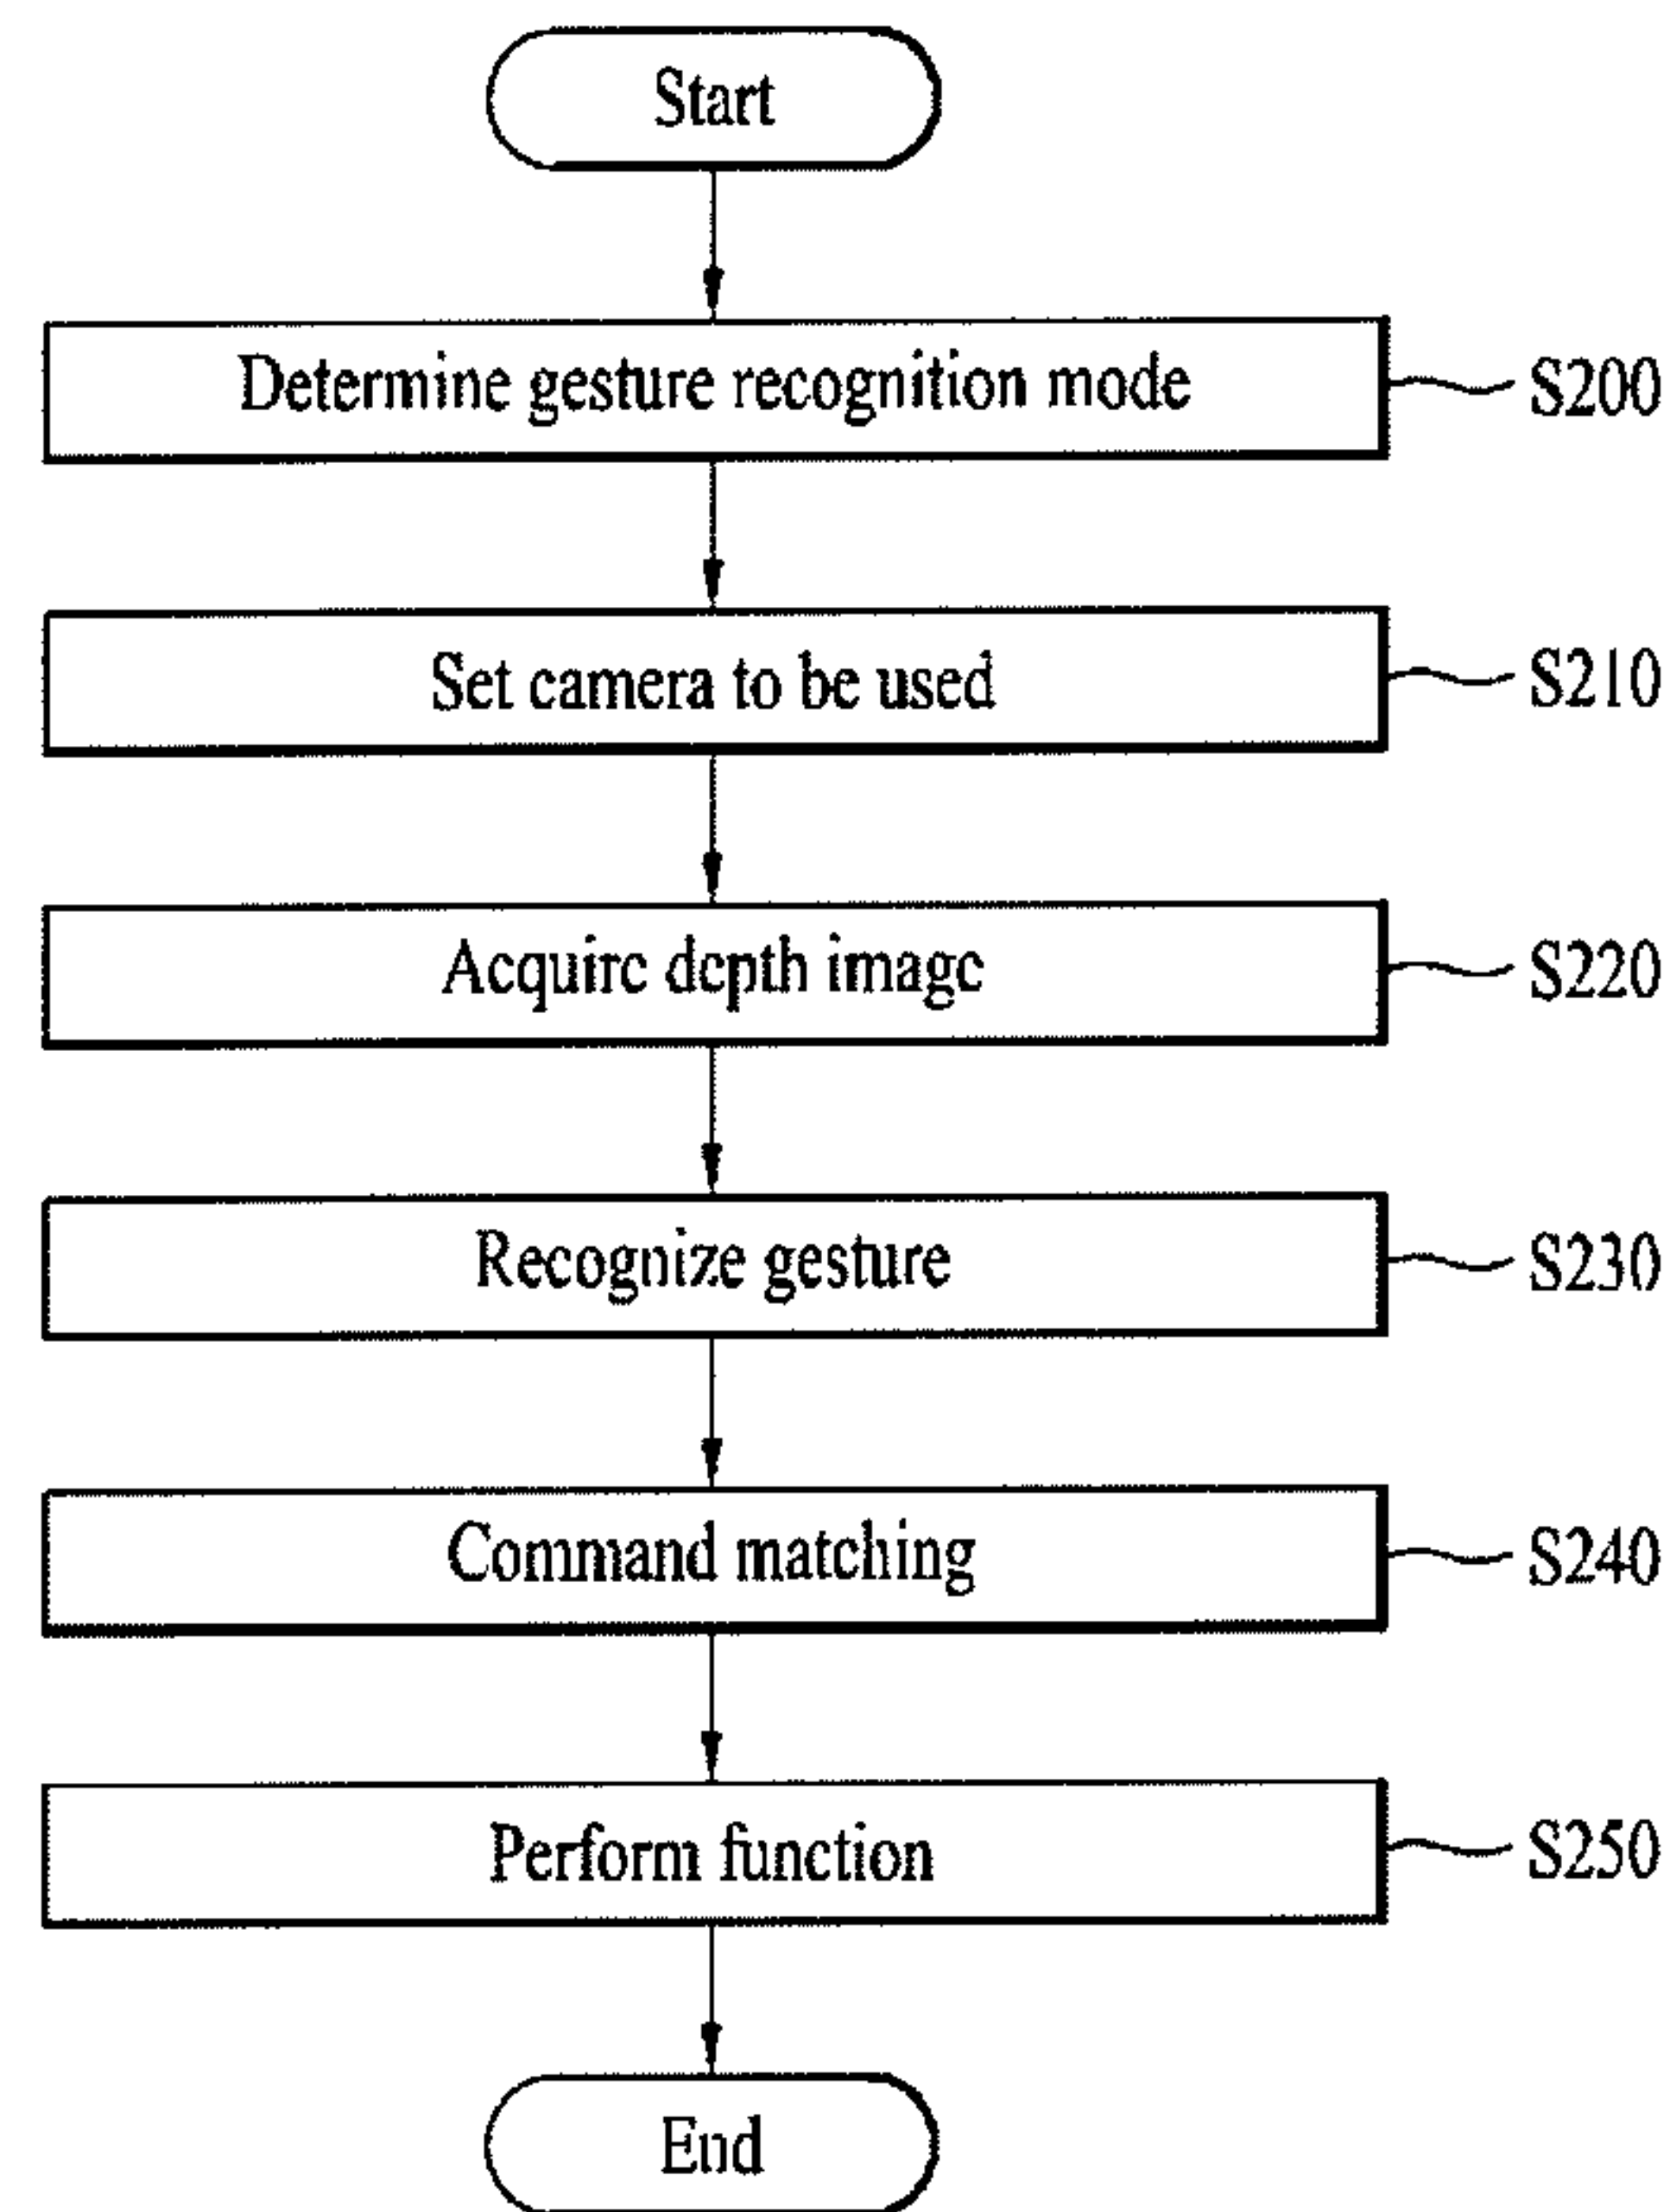 Start
Determine gesture recognition mode
S200
Set camera to be used
S210
Acquire depth image
S220
Recognize gesture
S230
Command matching
S240
Perform function
S250
End